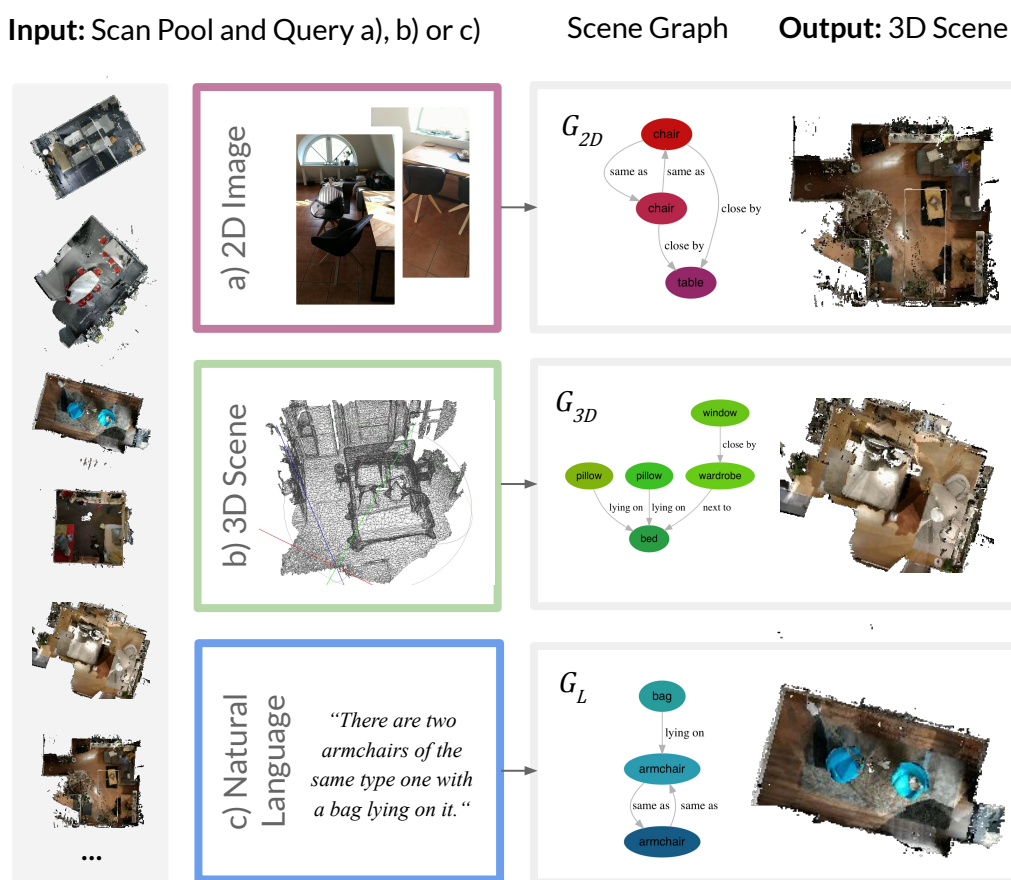 Input: Scan Pool and Query a), b) or c)
Scene Graph
Output: 3D Scene
a) 2D Image
G_2D
chair
same as
same as
chair
close by
close by
table
b) 3D Scene
G_3D
window
close by
pillow
pillow
wardrobe
lying on
lying on
next to
bed
c) Natural
Language
“There are two
armchairs of the
same type one with
a bag lying on it.“
G_L
bag
lying on
armchair
same as
same as
armchair
...